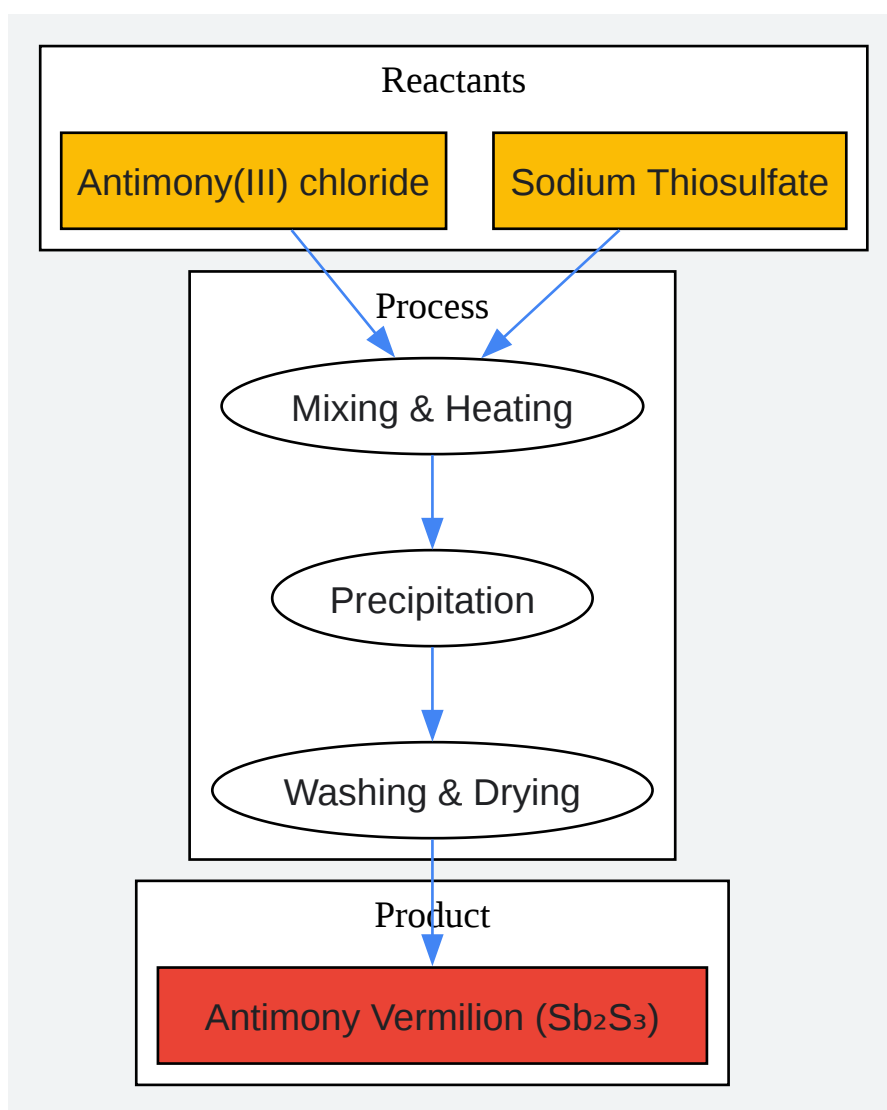 Reactants
Antimony(III) chloride
Sodium Thiosulfate
Process
Mixing & Heating
Precipitation
Washing & Drying
Product
Antimony Vermilion (Sb₂S₃)